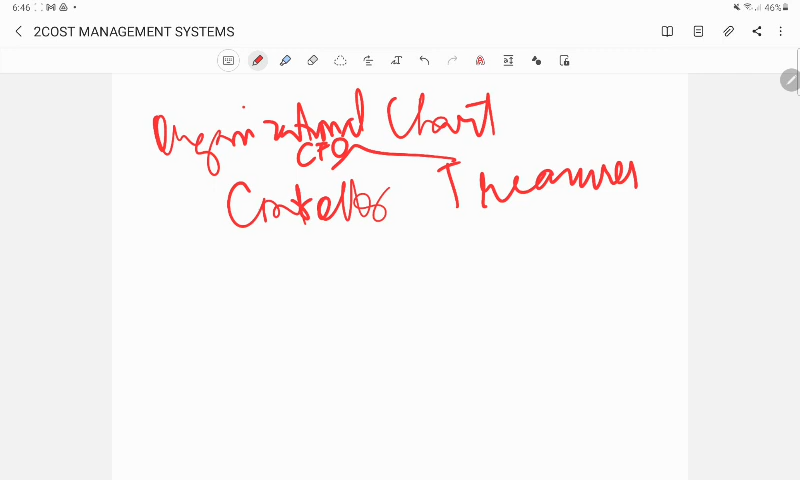 6:46 46%
2COST MANAGEMENT SYSTEMS
Organizational Chart
CFO
Controller Treasurer